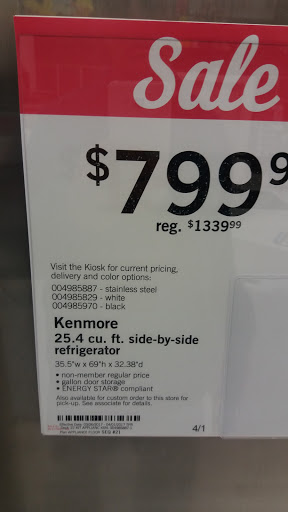 Sale
$799 9
reg. $1339 99
Visit the Kiosk for current pricing,
delivery and color options:
004985887 - stainless steel
004985829 - white
004985970 - black
Kenmore
25.4 cu. ft. side-by-side
refrigerator
35.5"w x 69"h x 32.38"d
• non-member regular price
• gallon door storage
• ENERGY STAR® compliant
Also available for custom order to this store for
pick-up. See associate for details.
4/1